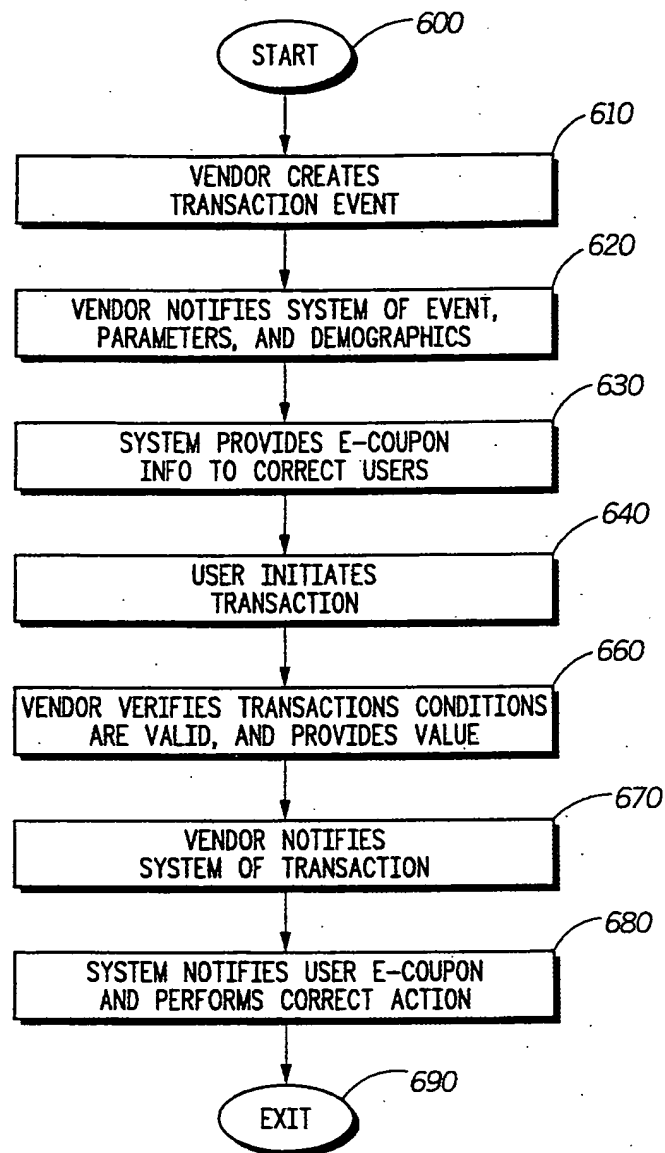 600
START
610
VENDOR CREATES
TRANSACTION EVENT
620
VENDOR NOTIFIES SYSTEM OF EVENT,
PARAMETERS, AND DEMOGRAPHICS
630
SYSTEM PROVIDES E-COUPON
INFO TO CORRECT USERS
640
USER INITIATES
TRANSACTION
660
VENDOR VERIFIES TRANSACTIONS CONDITIONS
ARE VALID, AND PROVIDES VALUE
670
VENDOR NOTIFIES
SYSTEM OF TRANSACTION
680
SYSTEM NOTIFIES USER E-COUPON
AND PERFORMS CORRECT ACTION
690
EXIT